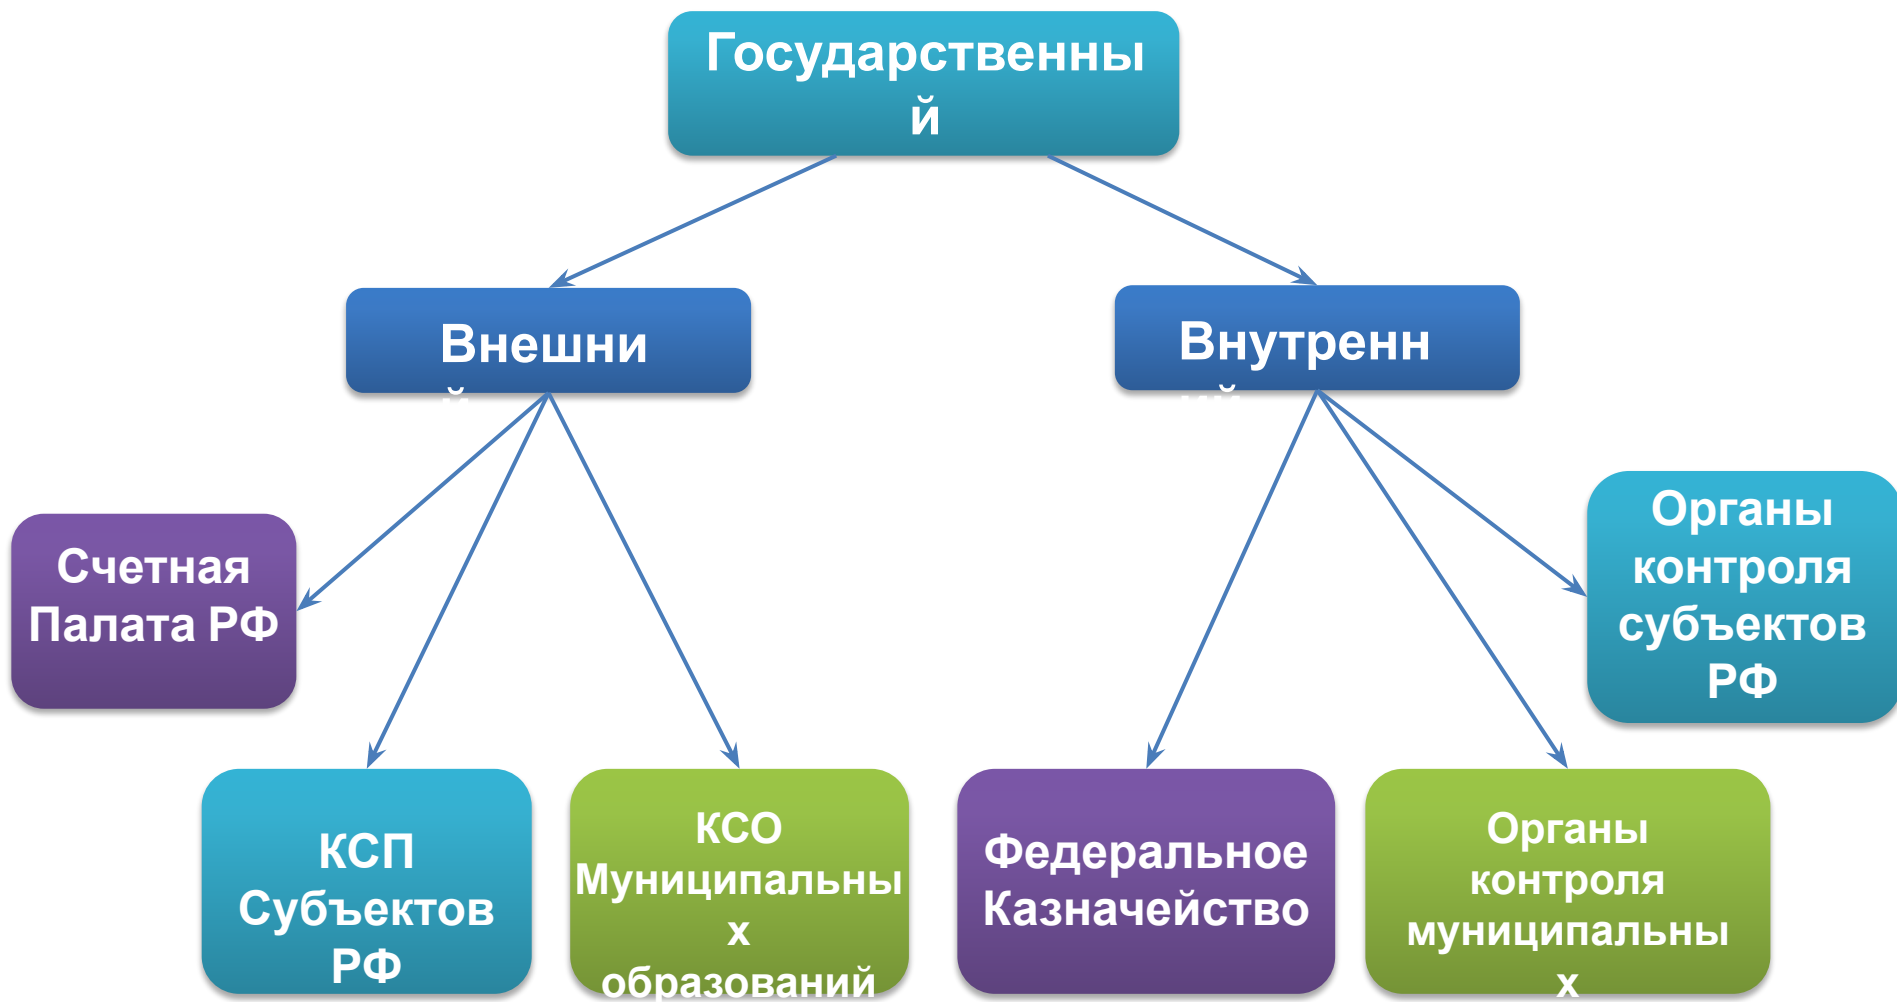 Государственны
й
Внешни
й
Внутренн
ий
Счетная
Палата РФ
Органы
контроля
субъектов
РФ
КСП
Субъектов
РФ
КСО
Муниципальны
х
образований
Федеральное
Казначейство
Органы
контроля
муниципальны
х